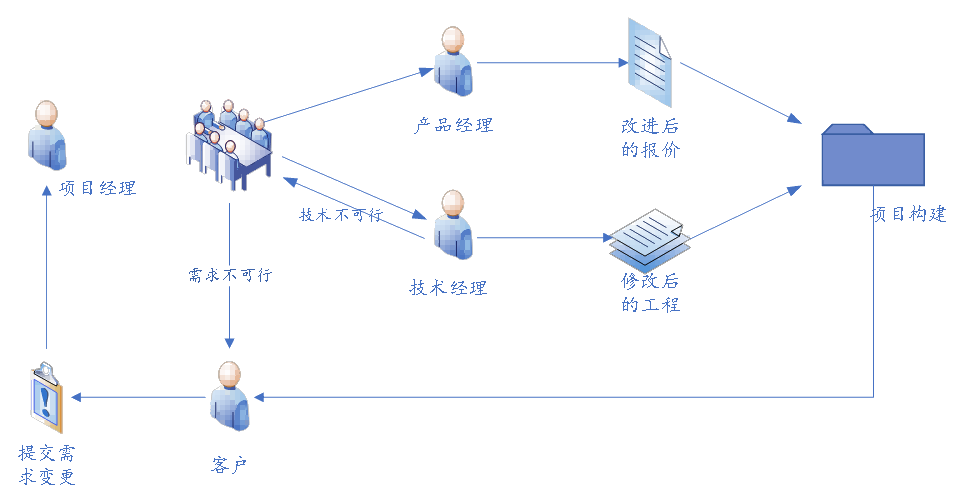 产品经理
改进后
的报价
项目经理
技术不可行
项目构建
需求不可行
技术经理
修改后
的工程
提交需
求变更
客户